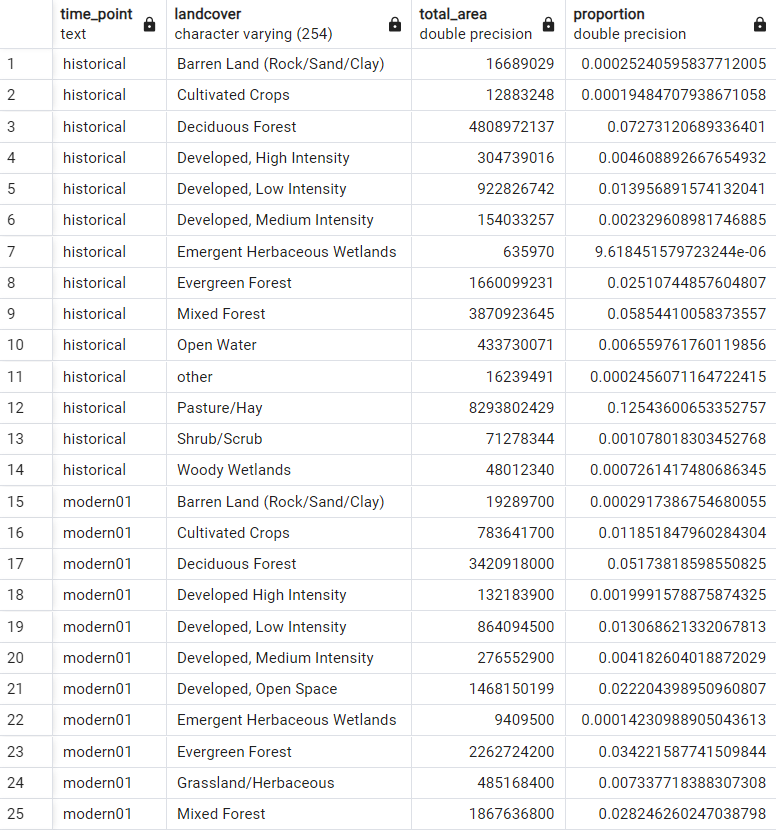 time_point landcover total_area proportion
text character varying (254) double precision double precision
1 historical Barren Land (Rock/Sand/Clay) 16689029 0.00025240595837712005
2 historical Cultivated Crops 12883248 0.00019484707938671058
3 historical Deciduous Forest 4808972137 0.07273120689336401
4 historical Developed, High Intensity 304739016 0.004608892667654932
5 historical Developed, Low Intensity 922826742 0.013956891574132041
6 historical Developed, Medium Intensity 154033257 0.002329608981746885
7 historical Emergent Herbaceous Wetlands 635970 9.618451579723244e-06
8 historical Evergreen Forest 1660099231 0.02510744857604807
9 historical Mixed Forest 3870923645 0.05854410058373557
10 historical Open Water 433730071 0.006559761760119856
11 historical other 16239491 0.0002456071164722415
12 historical Pasture/Hay 8293802429 0.12543600653352757
13 historical Shrub/Scrub 71278344 0.001078018303452768
14 historical Woody Wetlands 48012340 0.0007261417480686345
15 modern01 Barren Land (Rock/Sand/Clay) 19289700 0.0002917386754680055
16 modern01 Cultivated Crops 783641700 0.011851847960284304
17 modern01 Deciduous Forest 3420918000 0.05173818598550825
18 modern01 Developed High Intensity 132183900 0.0019991578875874325
19 modern01 Developed, Low Intensity 864094500 0.013068621332067813
20 modern01 Developed, Medium Intensity 276552900 0.004182604018872029
21 modern01 Developed, Open Space 1468150199 0.022204398950960807
22 modern01 Emergent Herbaceous Wetlands 9409500 0.00014230988905043613
23 modern01 Evergreen Forest 2262724200 0.034221587741509844
24 modern01 Grassland/Herbaceous 485168400 0.007337718388307308
25 modern01 Mixed Forest 1867636800 0.028246260247038798